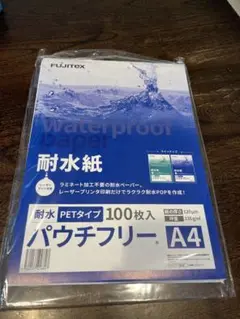 FUJITEX
Waterproof
paper
耐水紙
ラミネート加工不要の耐水ペーパー。
レーザープリンタ印刷だけでラクラク耐水POPを作成!
耐水 PETタイプ 100枚入
パウチフリー A4